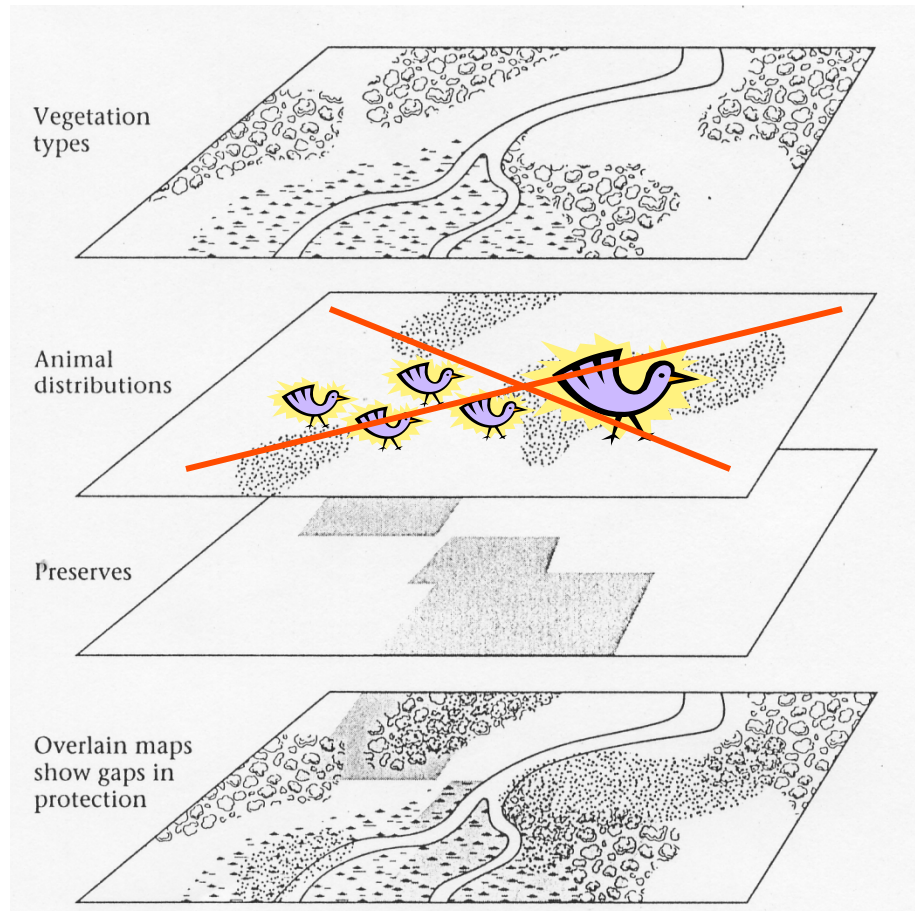 Vegetation
types
Animal
distributions
Preserves
Overlain maps
show gaps in
protection